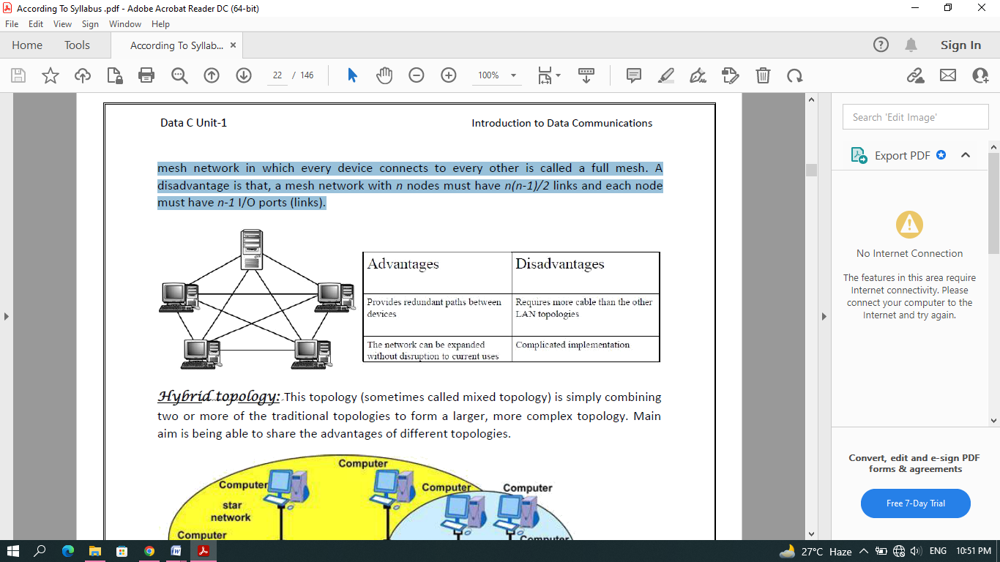 According To Syllabus .pdf - Adobe Acrobat Reader DC (64-bit)
File Edit View Sign Window Help
Home Tools According To Syllab... × ? Sign In
22 / 146 100%
Data C Unit-1 Introduction to Data Communications
mesh network in which every device connects to every other is called a full mesh. A
disadvantage is that, a mesh network with n nodes must have n(n-1)/2 links and each node
must have n-1 I/O ports (links).
Advantages Disadvantages
Provides redundant paths between
devices
Requires more cable than the other
LAN topologies
The network can be expanded
without disruption to current uses
Complicated implementation
Hybrid topology: This topology (sometimes called mixed topology) is simply combining
two or more of the traditional topologies to form a larger, more complex topology. Main
aim is being able to share the advantages of different topologies.
Computer
Computer
Computer
Computer
star
network
Computer
Computer
Search 'Edit Image'
Export PDF
No Internet Connection
The features in this area require
Internet connectivity. Please
connect your computer to the
Internet and try again.
Convert, edit and e-sign PDF
forms & agreements
Free 7-Day Trial
27°C Haze ENG 10:51 PM